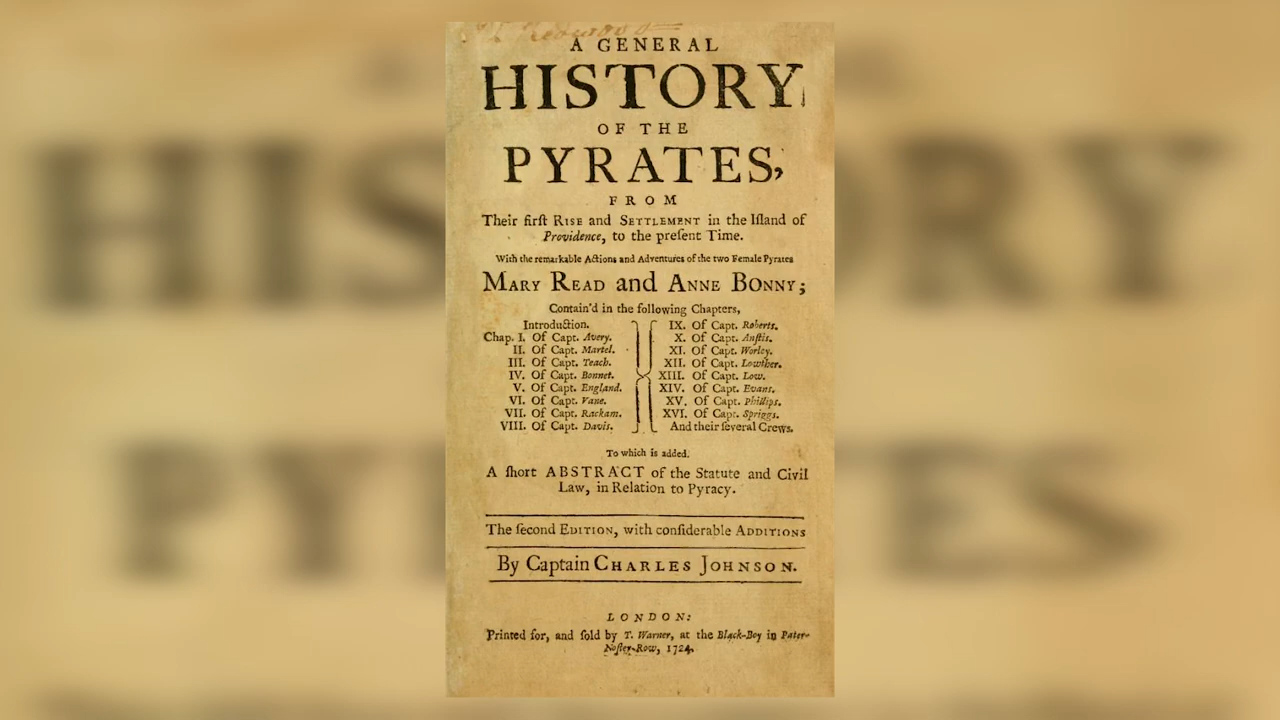 A GENERAL
HISTORY
OF THE
PYRATES,
FROM
Their firſt RISE and SETTLEMENT in the Iſland of
Providence, to the preſent Time.
With the remarkable Actions and Adventures of the two Female Pyrates
MARY READ and ANNE BONNY;
Contain'd in the following Chapters,
Introduction.
Chap. I. Of Capt. Avery.
II. Of Capt. Martel.
III. Of Capt. Teach.
IV. Of Capt. Bonnet.
V. Of Capt. England.
VI. Of Capt. Vane.
VII. Of Capt. Rackam.
VIII. Of Capt. Davis.
IX. Of Capt. Roberts.
X. Of Capt. Anſtis.
XI. Of Capt. Worley.
XII. Of Capt. Lowther.
XIII. Of Capt. Low.
XIV. Of Capt. Evans.
XV. Of Capt. Phillips.
XVI. Of Capt. Spriggs.
And their ſeveral Crews.
To which is added.
A ſhort ABSTRACT of the Statute and Civil
Law, in Relation to Pyracy.
The ſecond EDITION, with conſiderable ADDITIONS
By Captain CHARLES JOHNSON.
LONDON:
Printed for, and ſold by T. Warner, at the Black-Boy in Pater-
Noſter-Row, 1724.